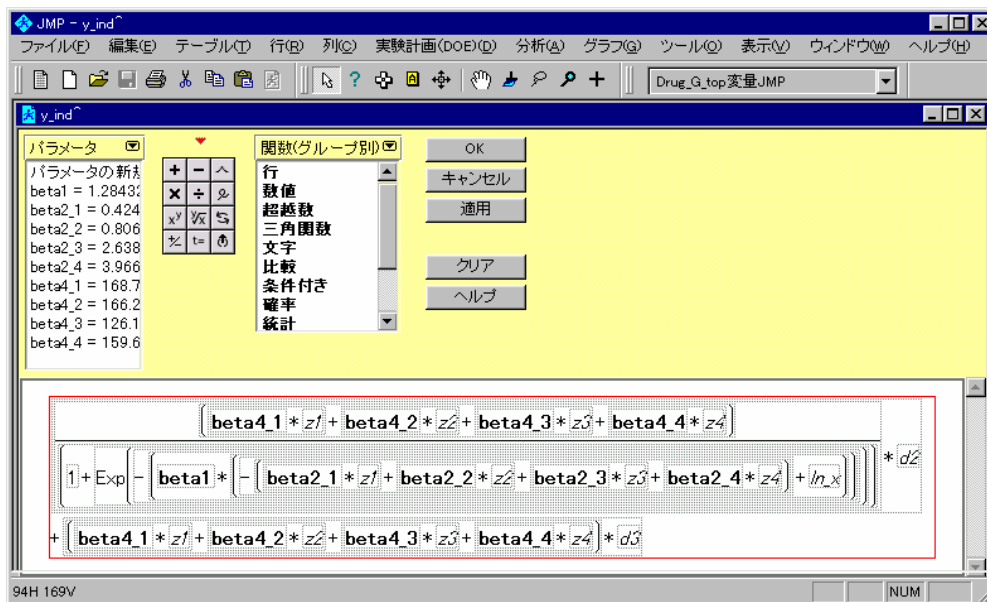 JMP - y_ind^
ファイル(F) 編集(E) テーブル(T) 行(R) 列(C) 実験計画(DOE)(D) 分析(A) グラフ(G) ツール(O) 表示(V) ウィンドウ(W) ヘルプ(H)
Drug_G_top変量JMP
y_ind^
パラメータ
パラメータの新規
beta1 = 1.28432
beta2_1 = 0.424
beta2_2 = 0.806
beta2_3 = 2.638
beta2_4 = 3.966
beta4_1 = 168.7
beta4_2 = 166.2
beta4_3 = 126.1
beta4_4 = 159.6
+ - ^
× ÷
x^y y√x
+/- t=
関数(グループ別)
行
数値
超越数
三角関数
文字
比較
条件付き
確率
統計
OK
キャンセル
適用
クリア
ヘルプ
(beta4_1 * z1 + beta4_2 * z2 + beta4_3 * z3 + beta4_4 * z4)
(1 + Exp(-(beta1 * (-(beta2_1 * z1 + beta2_2 * z2 + beta2_3 * z3 + beta2_4 * z4) + ln_x)))) * d2
+ (beta4_1 * z1 + beta4_2 * z2 + beta4_3 * z3 + beta4_4 * z4) * d3
94H 169V
NUM